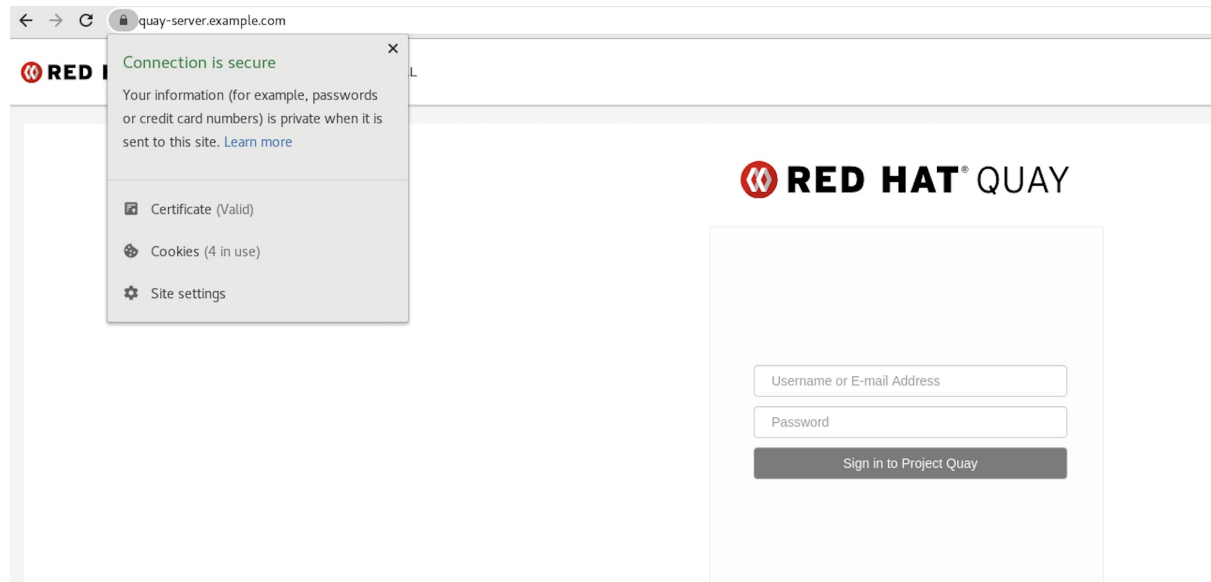 quay-server.example.com
Connection is secure
Your information (for example, passwords
or credit card numbers) is private when it is
sent to this site. Learn more
Certificate (Valid)
Cookies (4 in use)
Site settings
RED
L
RED HAT® QUAY
Username or E-mail Address
Password
Sign in to Project Quay